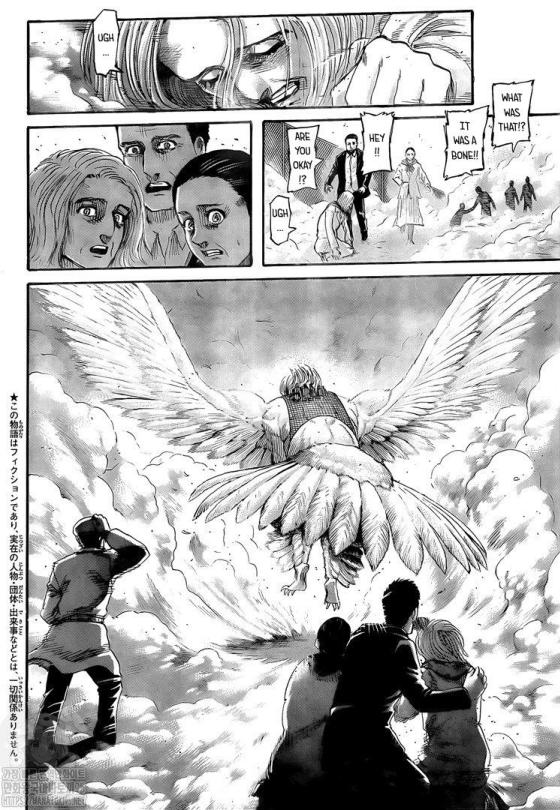 UGH
...
WHAT
WAS
THAT!?
IT
WAS A
BONE!!
HEY
!!
ARE
YOU
OKAY
!?
UGH
...
★この物語はフィクションであり、実在の人物・団体・出来事などとは、一切関係ありません。